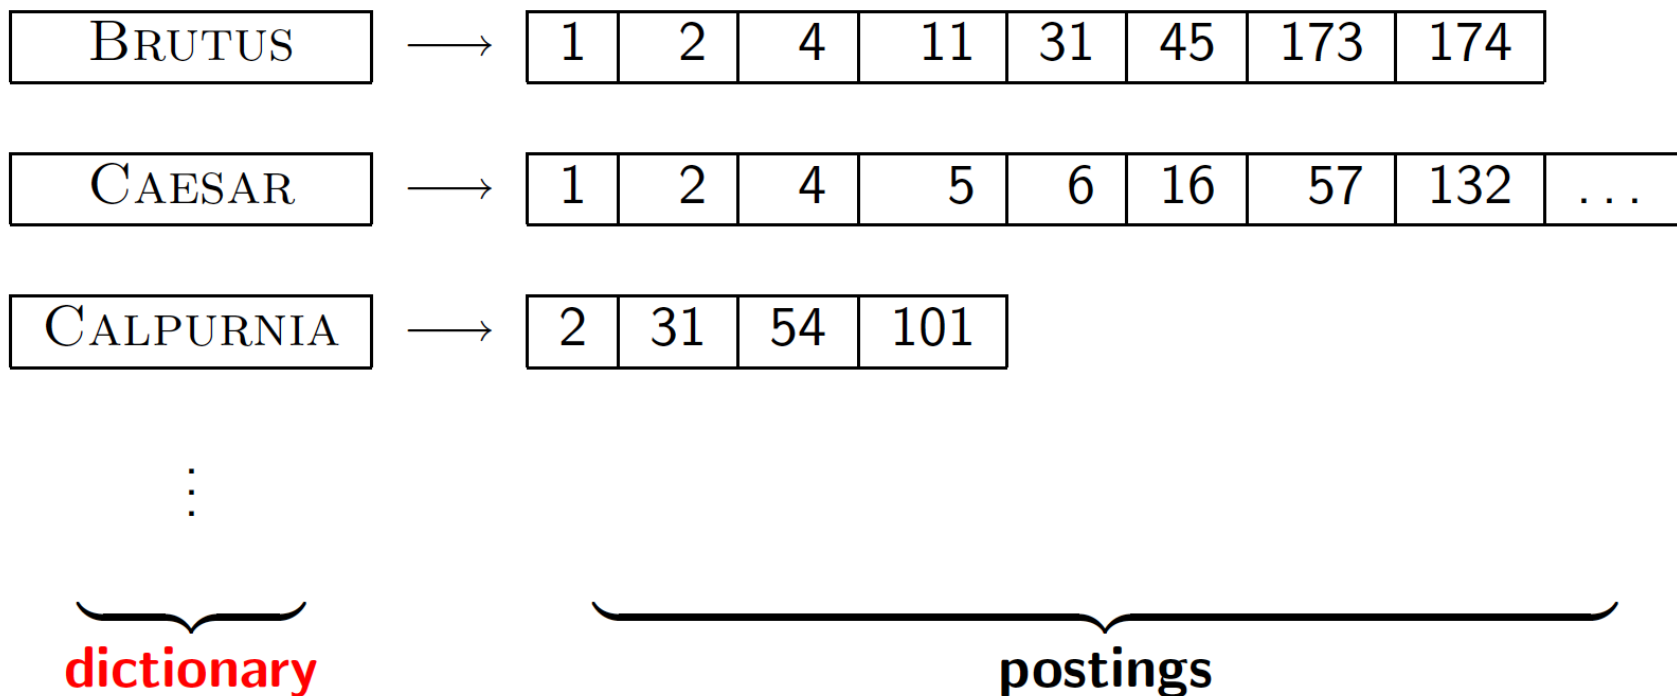 BRUTUS ⟶ 1 2 4 11 31 45 173 174
CAESAR ⟶ 1 2 4 5 6 16 57 132 ...
CALPURNIA ⟶ 2 31 54 101
⋮
dictionary postings